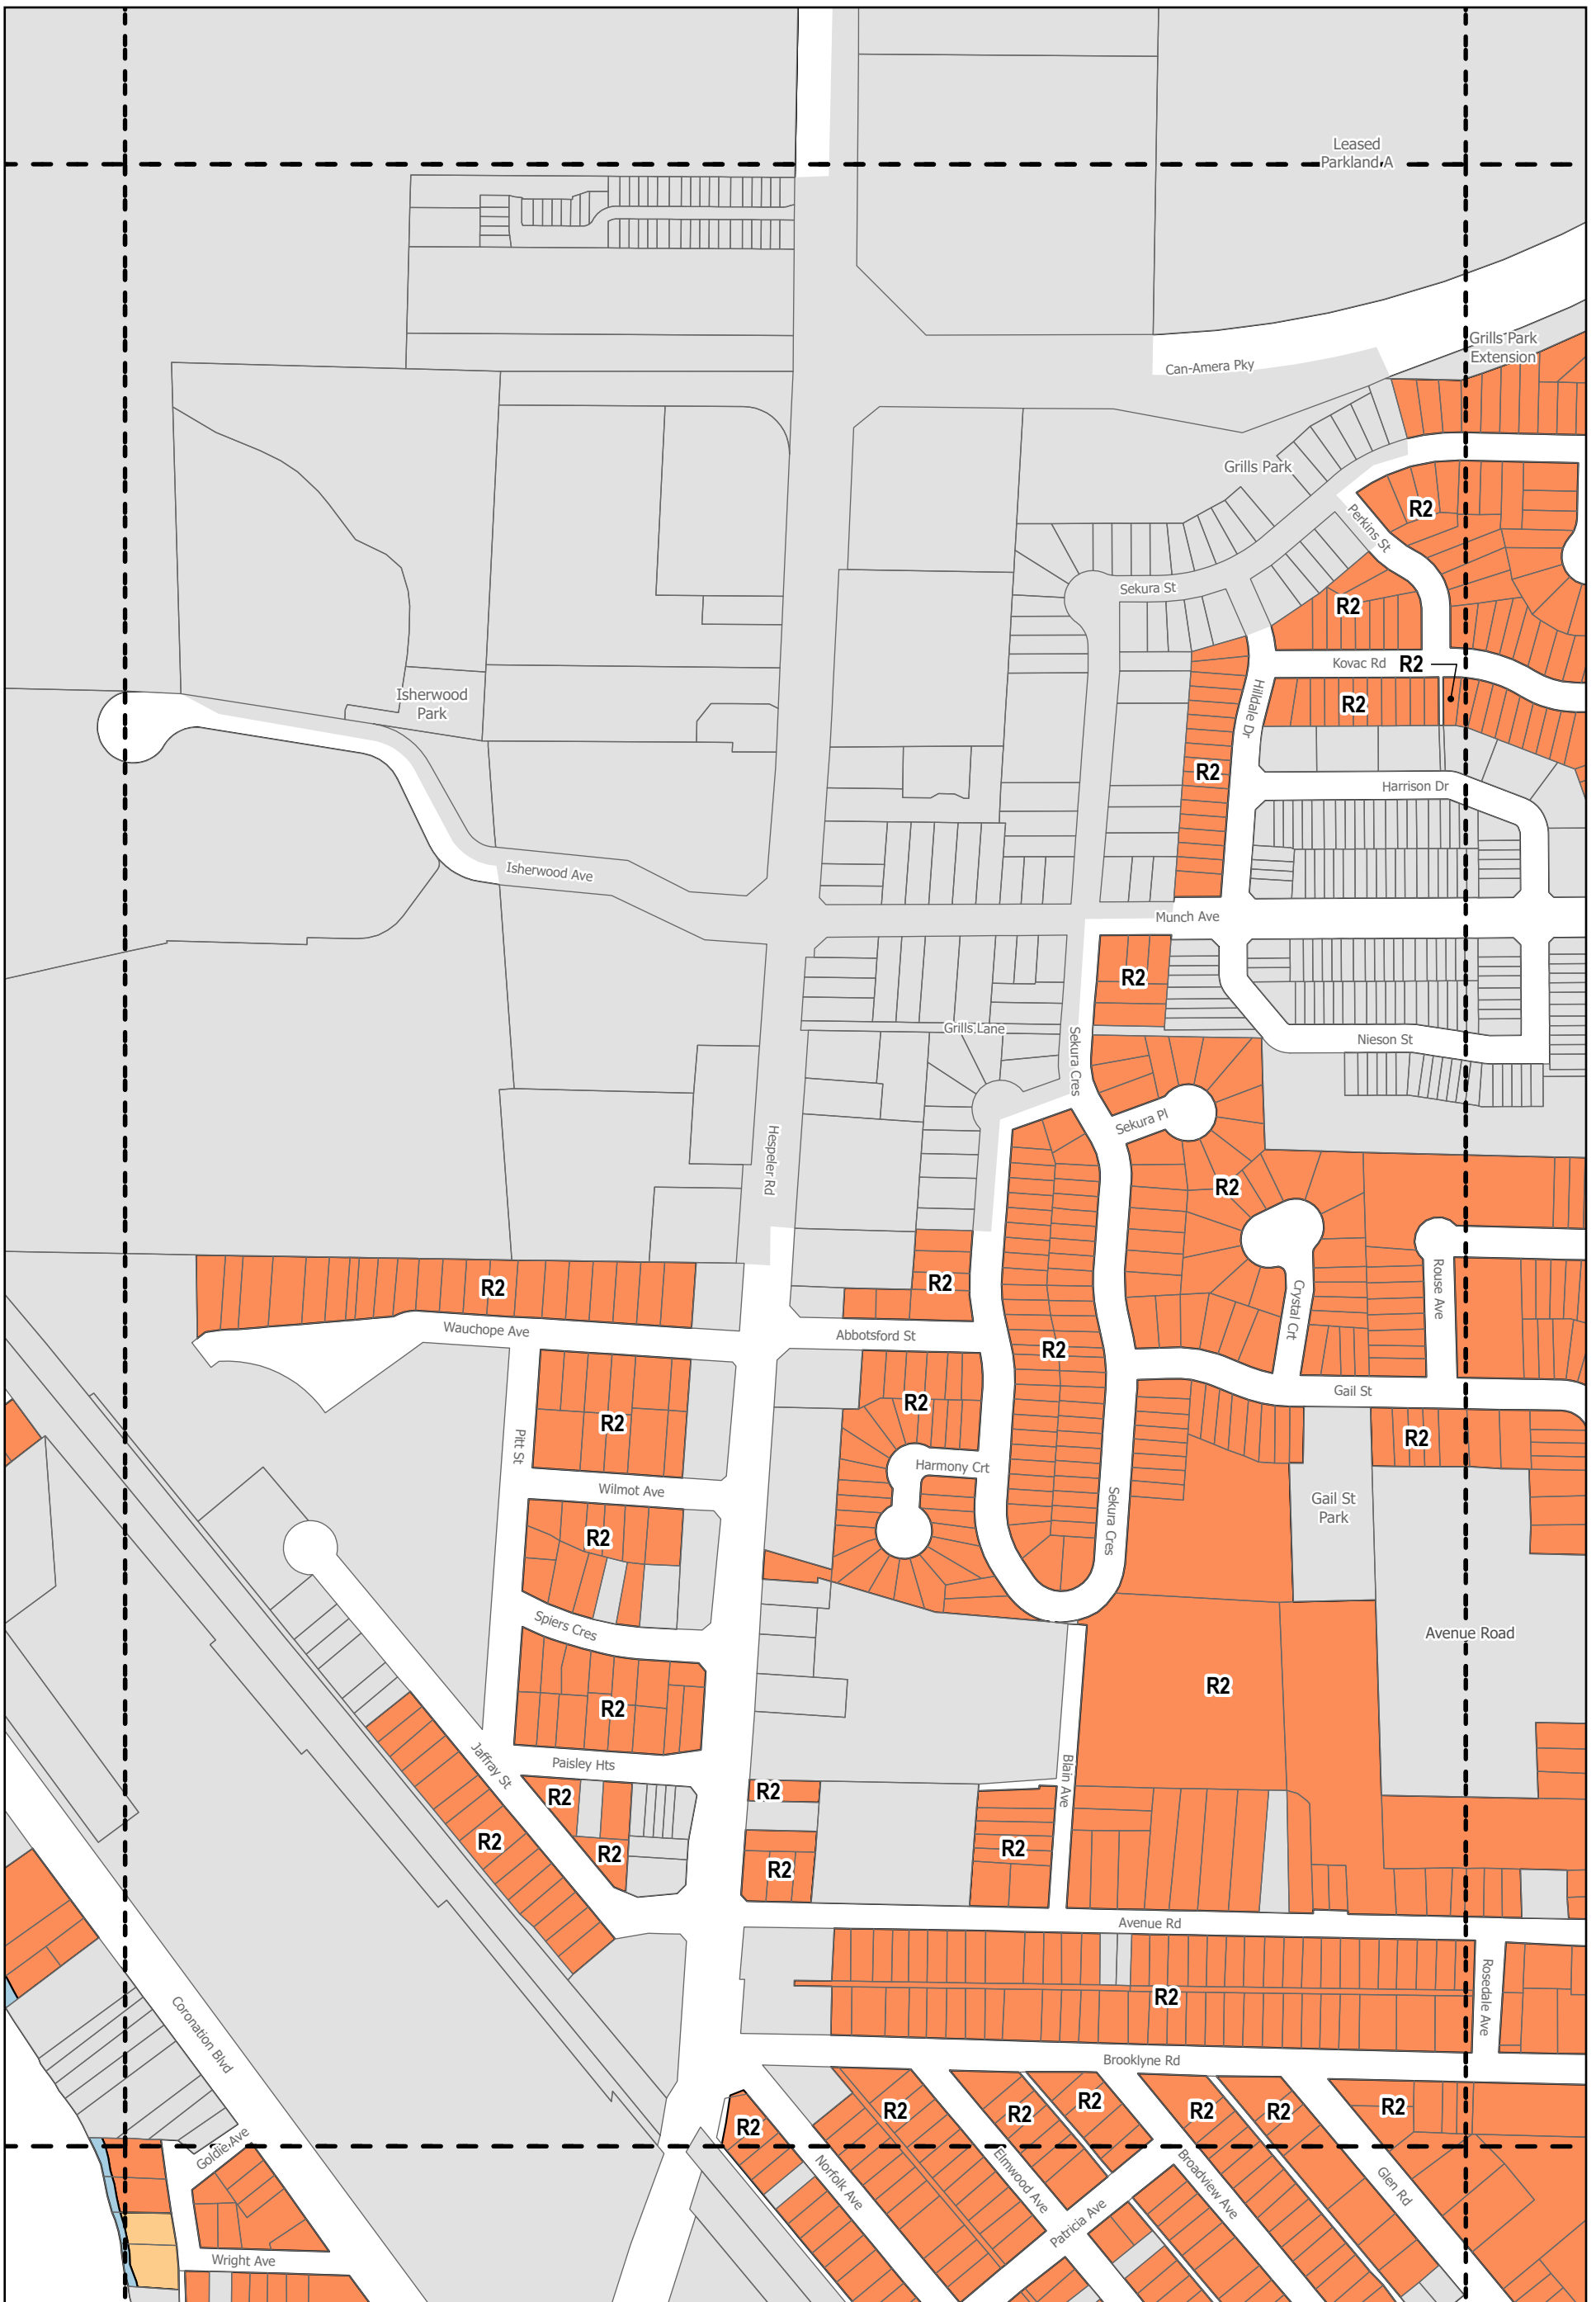 Leased
Parkland A
Grills Park
Extension
Can-Amera Pky
Grills Park
R2
Perkins St
Sekura St
R2
Kovac Rd
R2
Isherwood
Park
Hilldale Dr
R2
R2
Harrison Dr
Isherwood Ave
Munch Ave
R2
Grills Lane
Nieson St
Sekura Cres
Sekura Pl
Hespeler Rd
R2
R2
R2
Rouse Ave
Crystal Crt
Wauchope Ave
Abbotsford St
R2
Gail St
R2
R2
R2
Pitt St
Harmony Crt
Wilmot Ave
Gail St
Park
Sekura Cres
R2
Spiers Cres
Avenue Road
R2
R2
Jaffray St
Paisley Hts
Blain Ave
R2
R2
R2
R2
R2
R2
Avenue Rd
R2
Rosedale Ave
Coronation Blvd
Brooklyne Rd
R2
R2
R2
R2
R2
R2
R2
Goldie Ave
Norfolk Ave
Elmwood Ave
Broadview Ave
Glen Rd
Patricia Ave
Wright Ave